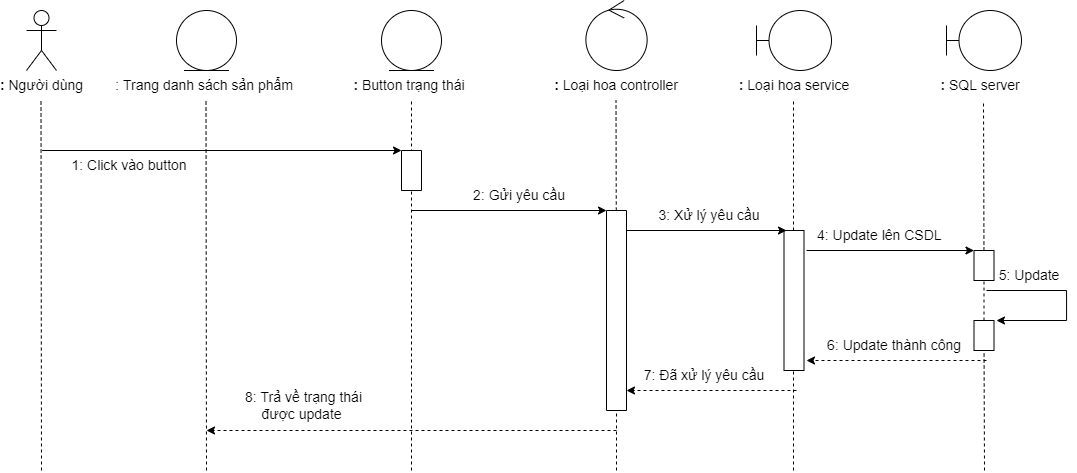 : Người dùng
: Trang danh sách sản phẩm
: Button trạng thái
: Loại hoa controller
: Loại hoa service
: SQL server
1: Click vào button
2: Gửi yêu cầu
3: Xử lý yêu cầu
4: Update lên CSDL
5: Update
6: Update thành công
7: Đã xử lý yêu cầu
8: Trả về trạng thái
được update